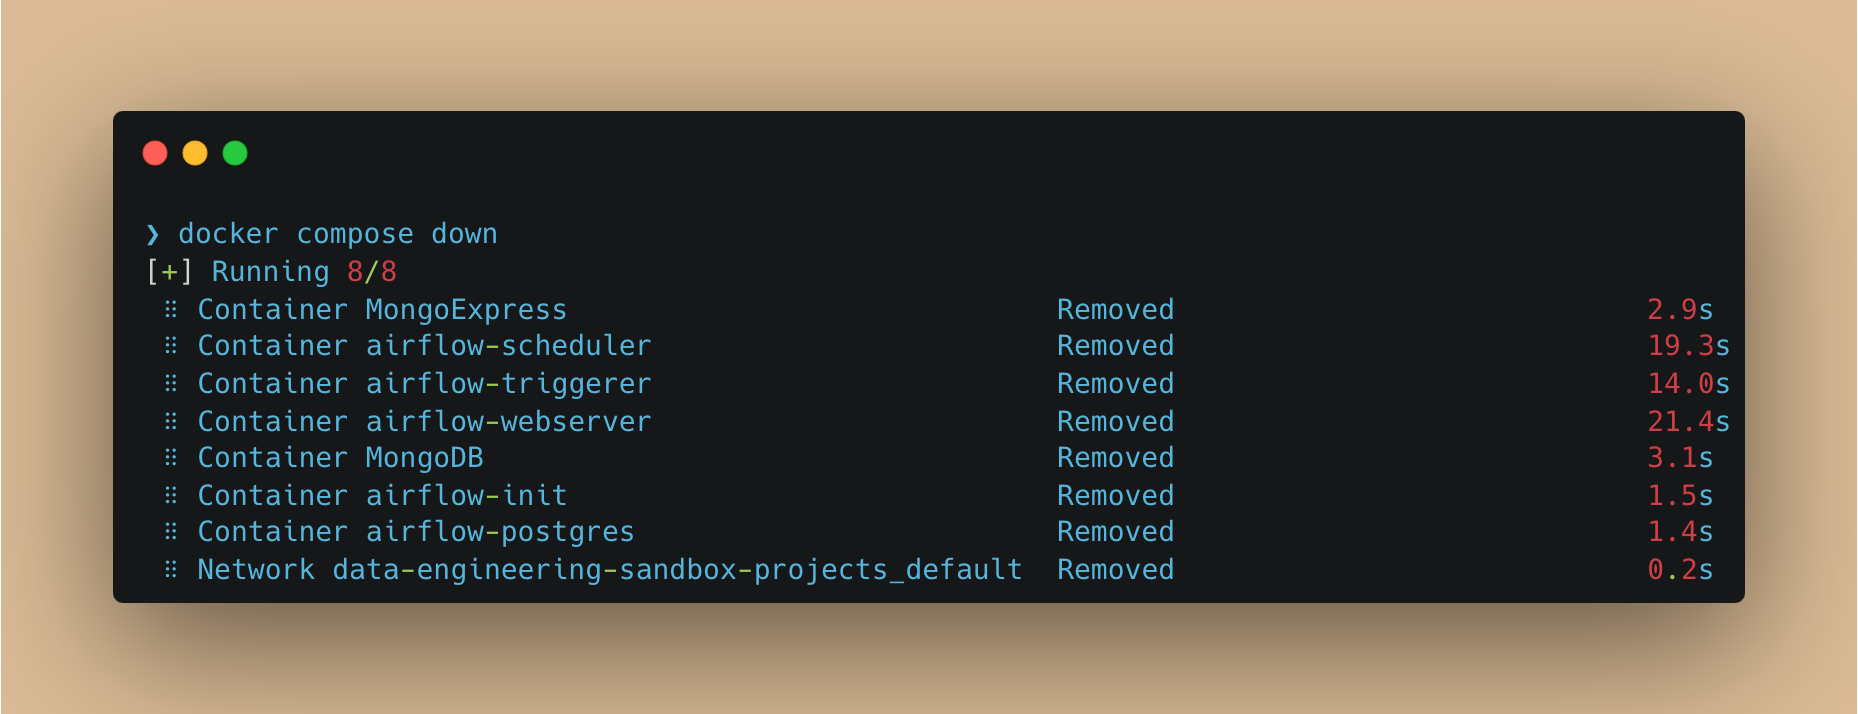 ❯ docker compose down
[+] Running 8/8
⠿ Container MongoExpress Removed 2.9s
⠿ Container airflow-scheduler Removed 19.3s
⠿ Container airflow-triggerer Removed 14.0s
⠿ Container airflow-webserver Removed 21.4s
⠿ Container MongoDB Removed 3.1s
⠿ Container airflow-init Removed 1.5s
⠿ Container airflow-postgres Removed 1.4s
⠿ Network data-engineering-sandbox-projects_default Removed 0.2s